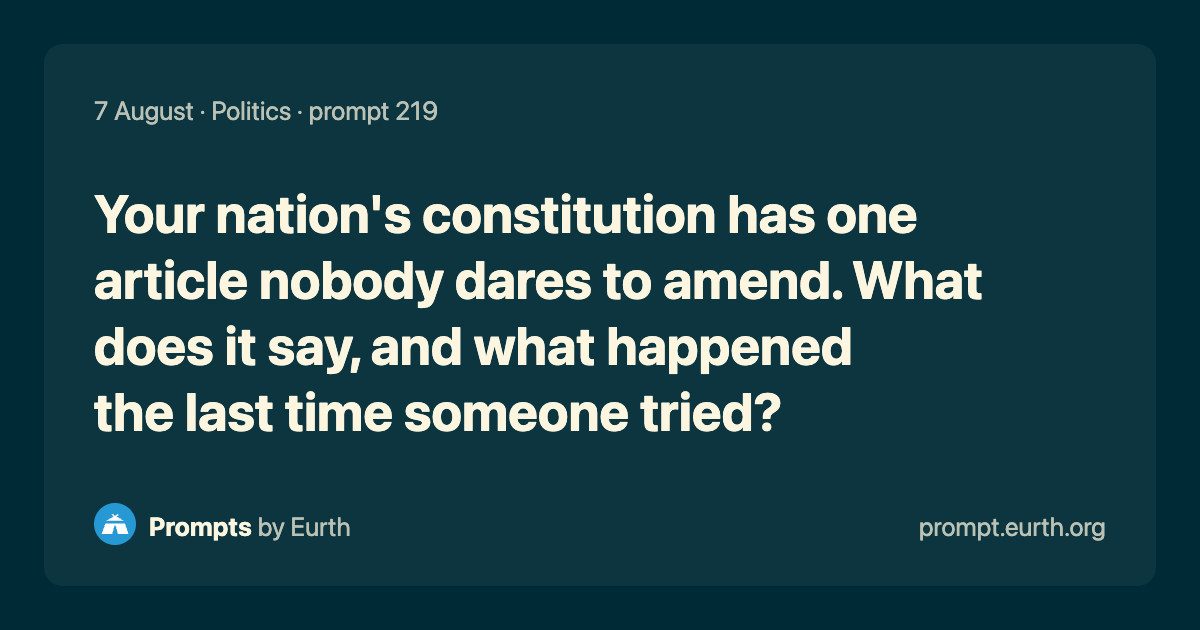 7 August · Politics · prompt 219
Your nation's constitution has one
article nobody dares to amend. What
does it say, and what happened
the last time someone tried?
Prompts by Eurth
prompt.eurth.org